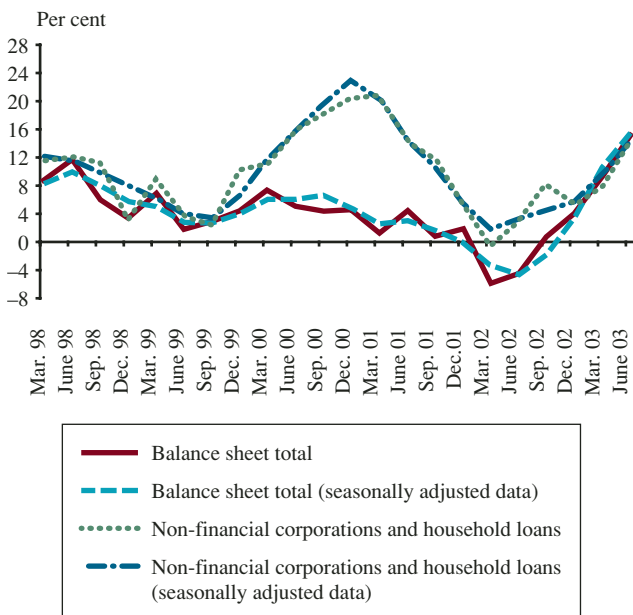 Per cent
28
24
20
16
12
8
4
0
−4
−8
Mar. 98
June 98
Sep. 98
Dec. 98
Mar. 99
June 99
Sep. 99
Dec. 99
Mar. 00
June 00
Sep. 00
Dec. 00
Mar. 01
June 01
Sep. 01
Dec.01
Mar. 02
June 02
Sep. 02
Dec. 02
Mar. 03
June 03
Balance sheet total
Balance sheet total (seasonally adjusted data)
Non-financial corporations and household loans
Non-financial corporations and household loans
(seasonally adjusted data)